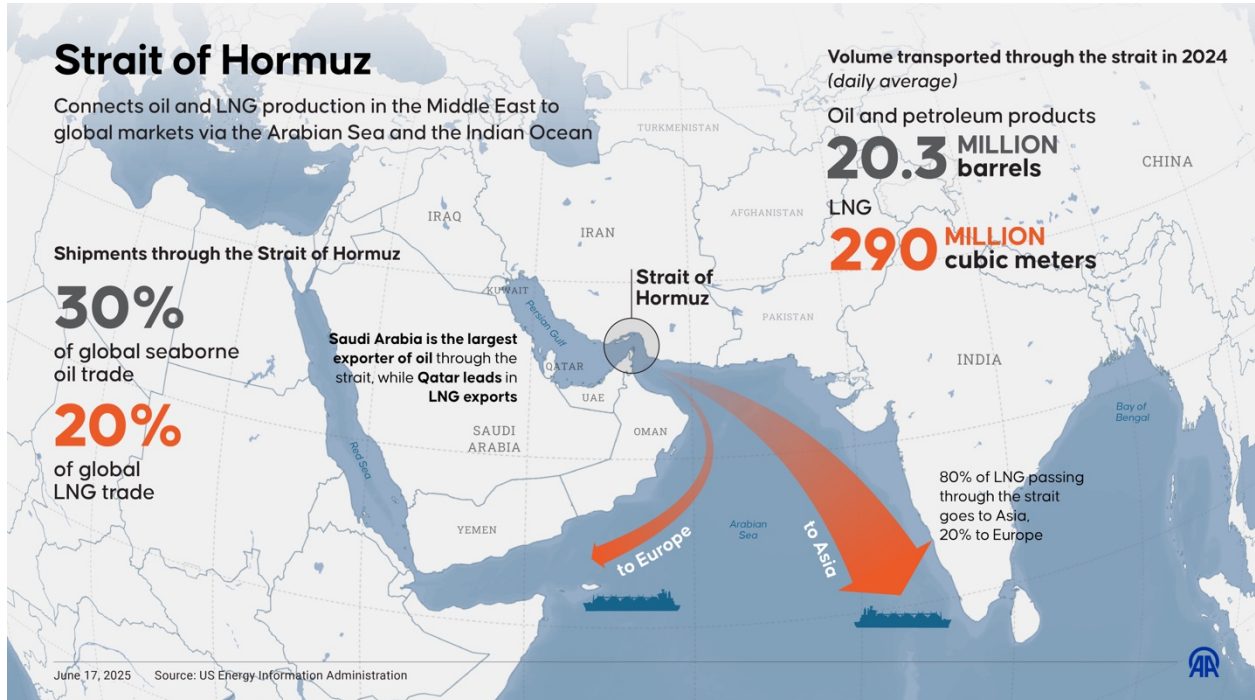 Strait of Hormuz
Connects oil and LNG production in the Middle East to
global markets via the Arabian Sea and the Indian Ocean
Volume transported through the strait in 2024
(daily average)
Oil and petroleum products
20.3 MILLION
barrels
LNG
290 MILLION
cubic meters
Shipments through the Strait of Hormuz
30%
of global seaborne
oil trade
20%
of global
LNG trade
Saudi Arabia is the largest
exporter of oil through the
strait, while Qatar leads in
LNG exports
Strait of
Hormuz
TURKMENISTAN
CHINA
IRAQ
IRAN
AFGHANISTAN
KUWAIT
Persian Gulf
PAKISTAN
QATAR
UAE
INDIA
SAUDI
ARABIA
OMAN
Bay of
Bengal
Red Sea
YEMEN
Arabian
Sea
to Europe
to Asia
80% of LNG passing
through the strait
goes to Asia,
20% to Europe
June 17, 2025
Source: US Energy Information Administration
AA